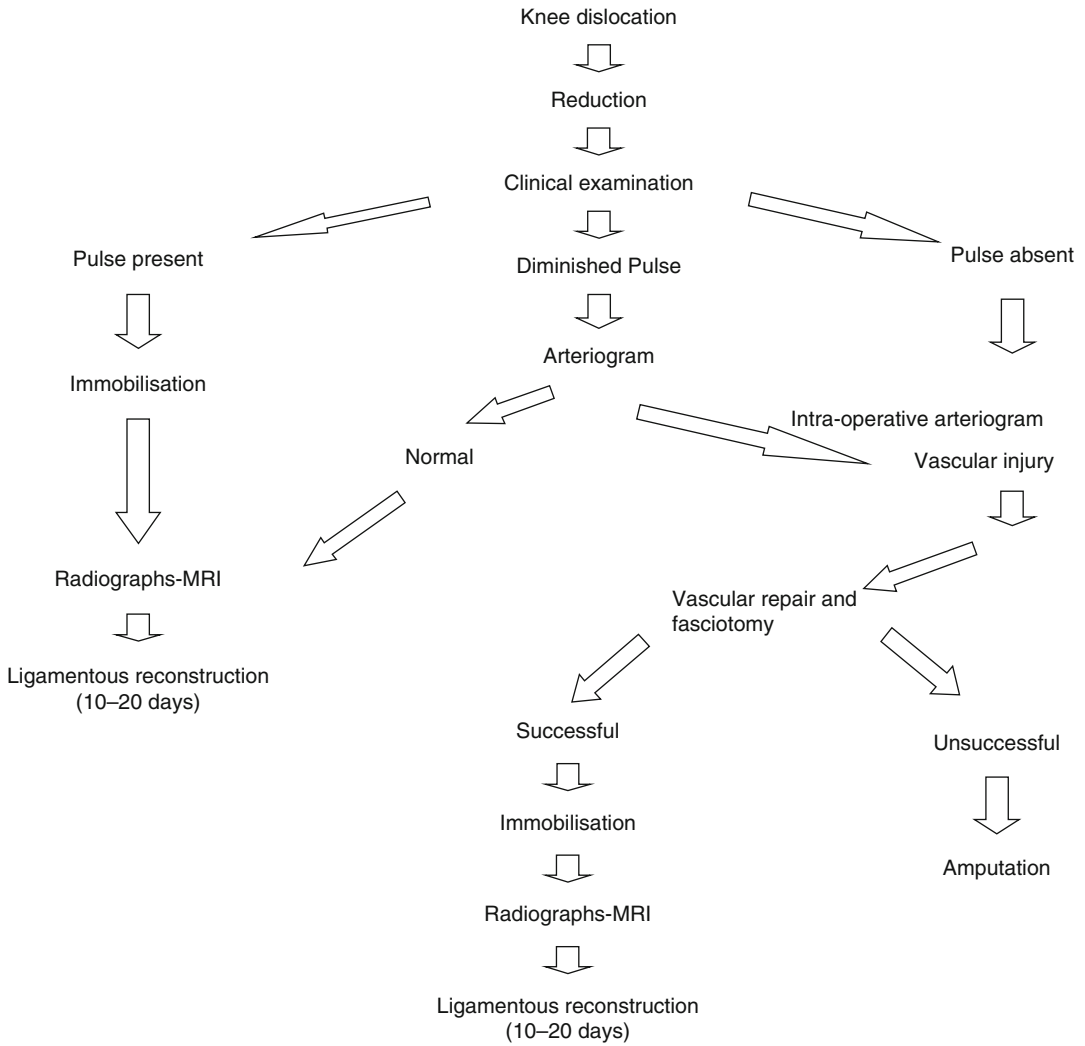 Knee dislocation
Reduction
Clinical examination
Pulse present
Diminished Pulse
Pulse absent
Arteriogram
Immobilisation
Intra-operative arteriogram
Normal
Vascular injury
Radiographs-MRI
Vascular repair and
fasciotomy
Ligamentous reconstruction
(10–20 days)
Successful
Unsuccessful
Immobilisation
Amputation
Radiographs-MRI
Ligamentous reconstruction
(10–20 days)